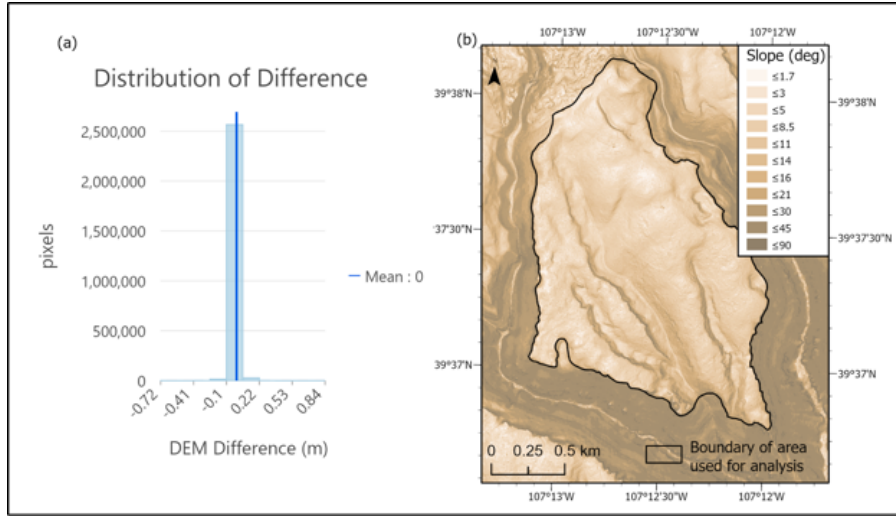 (a)
Distribution of Difference
2,500,000
2,000,000
1,500,000
1,000,000
500,000
0
pixels
-0.72
-0.41
-0.1
0.22
0.53
0.84
DEM Difference (m)
Mean : 0
(b)
107°13'W
107°12'30"W
107°12'W
39°38'N
39°38'N
37°30'N
39°37'30"N
39°37'N
39°37'N
Slope (deg)
≤1.7
≤3
≤5
≤8.5
≤11
≤14
≤16
≤21
≤30
≤45
≤90
0 0.25 0.5 km
Boundary of area
used for analysis
107°13'W
107°12'30"W
107°12'W